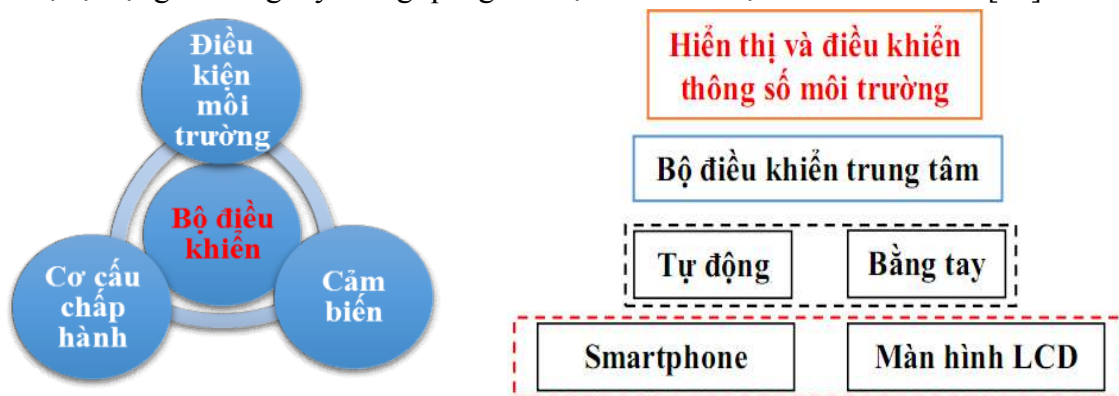 Điều
kiện
môi
trường
Bộ điều
khiển
Cơ cấu
chấp
hành
Cảm
biến
Hiển thị và điều khiển
thông số môi trường
Bộ điều khiển trung tâm
Tự động
Bằng tay
Smartphone
Màn hình LCD